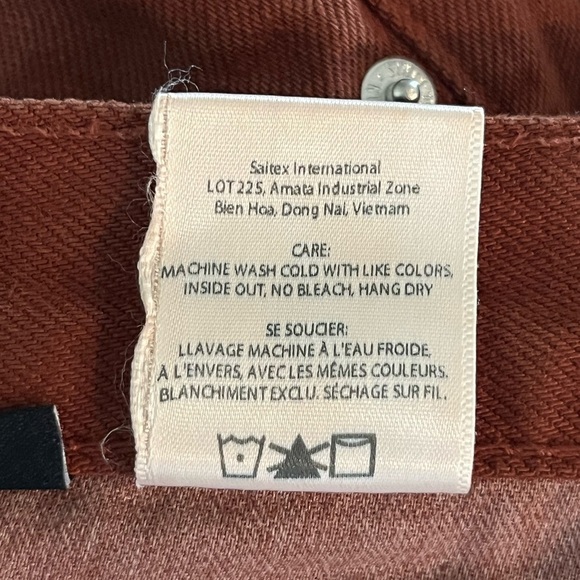 Saitex International
LOT 225, Amata Industrial Zone
Bien Hoa, Dong Nai, Vietnam
CARE:
MACHINE WASH COLD WITH LIKE COLORS,
INSIDE OUT, NO BLEACH, HANG DRY
SE SOUCIER:
LLAVAGE MACHINE À L'EAU FROIDE,
A L'ENVERS, AVEC LES MÊMES COULEURS.
BLANCHIMENT EXCLU. SÉCHAGE SUR FIL.